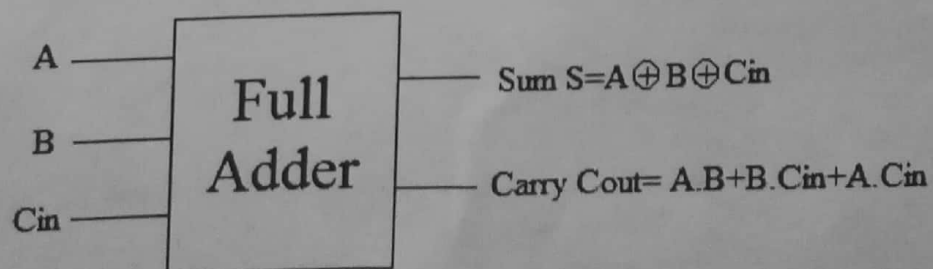 A
B
Cin
Full
Adder
Sum S=A⊕B⊕Cin
Carry Cout= A.B+B.Cin+A.Cin